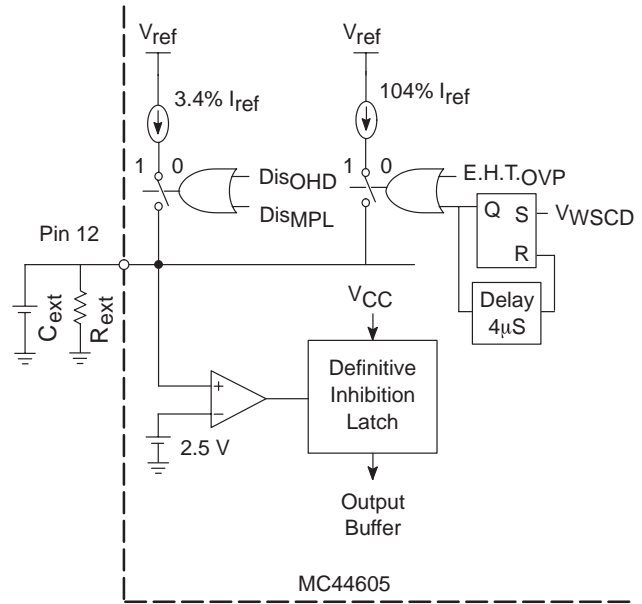 Vref
Vref
3.4% Iref
104% Iref
1 0
1 0
DisOHD
DisMPL
E.H.T.OVP
Q S
R
VWSCD
Delay
4µS
Pin 12
Cext
Rext
VCC
Definitive
Inhibition
Latch
+
–
2.5 V
Output
Buffer
MC44605